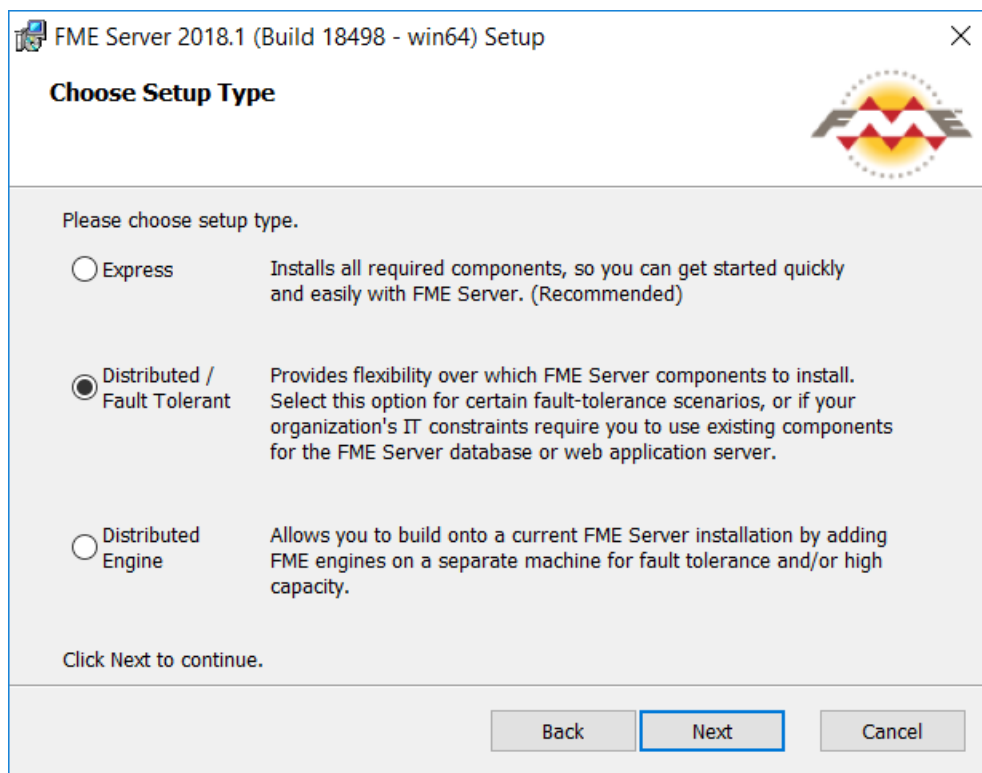 FME Server 2018.1 (Build 18498 - win64) Setup
Choose Setup Type
FME
Please choose setup type.
Express
Installs all required components, so you can get started quickly
and easily with FME Server. (Recommended)
Distributed /
Fault Tolerant
Provides flexibility over which FME Server components to install.
Select this option for certain fault-tolerance scenarios, or if your
organization's IT constraints require you to use existing components
for the FME Server database or web application server.
Distributed
Engine
Allows you to build onto a current FME Server installation by adding
FME engines on a separate machine for fault tolerance and/or high
capacity.
Click Next to continue.
Back
Next
Cancel